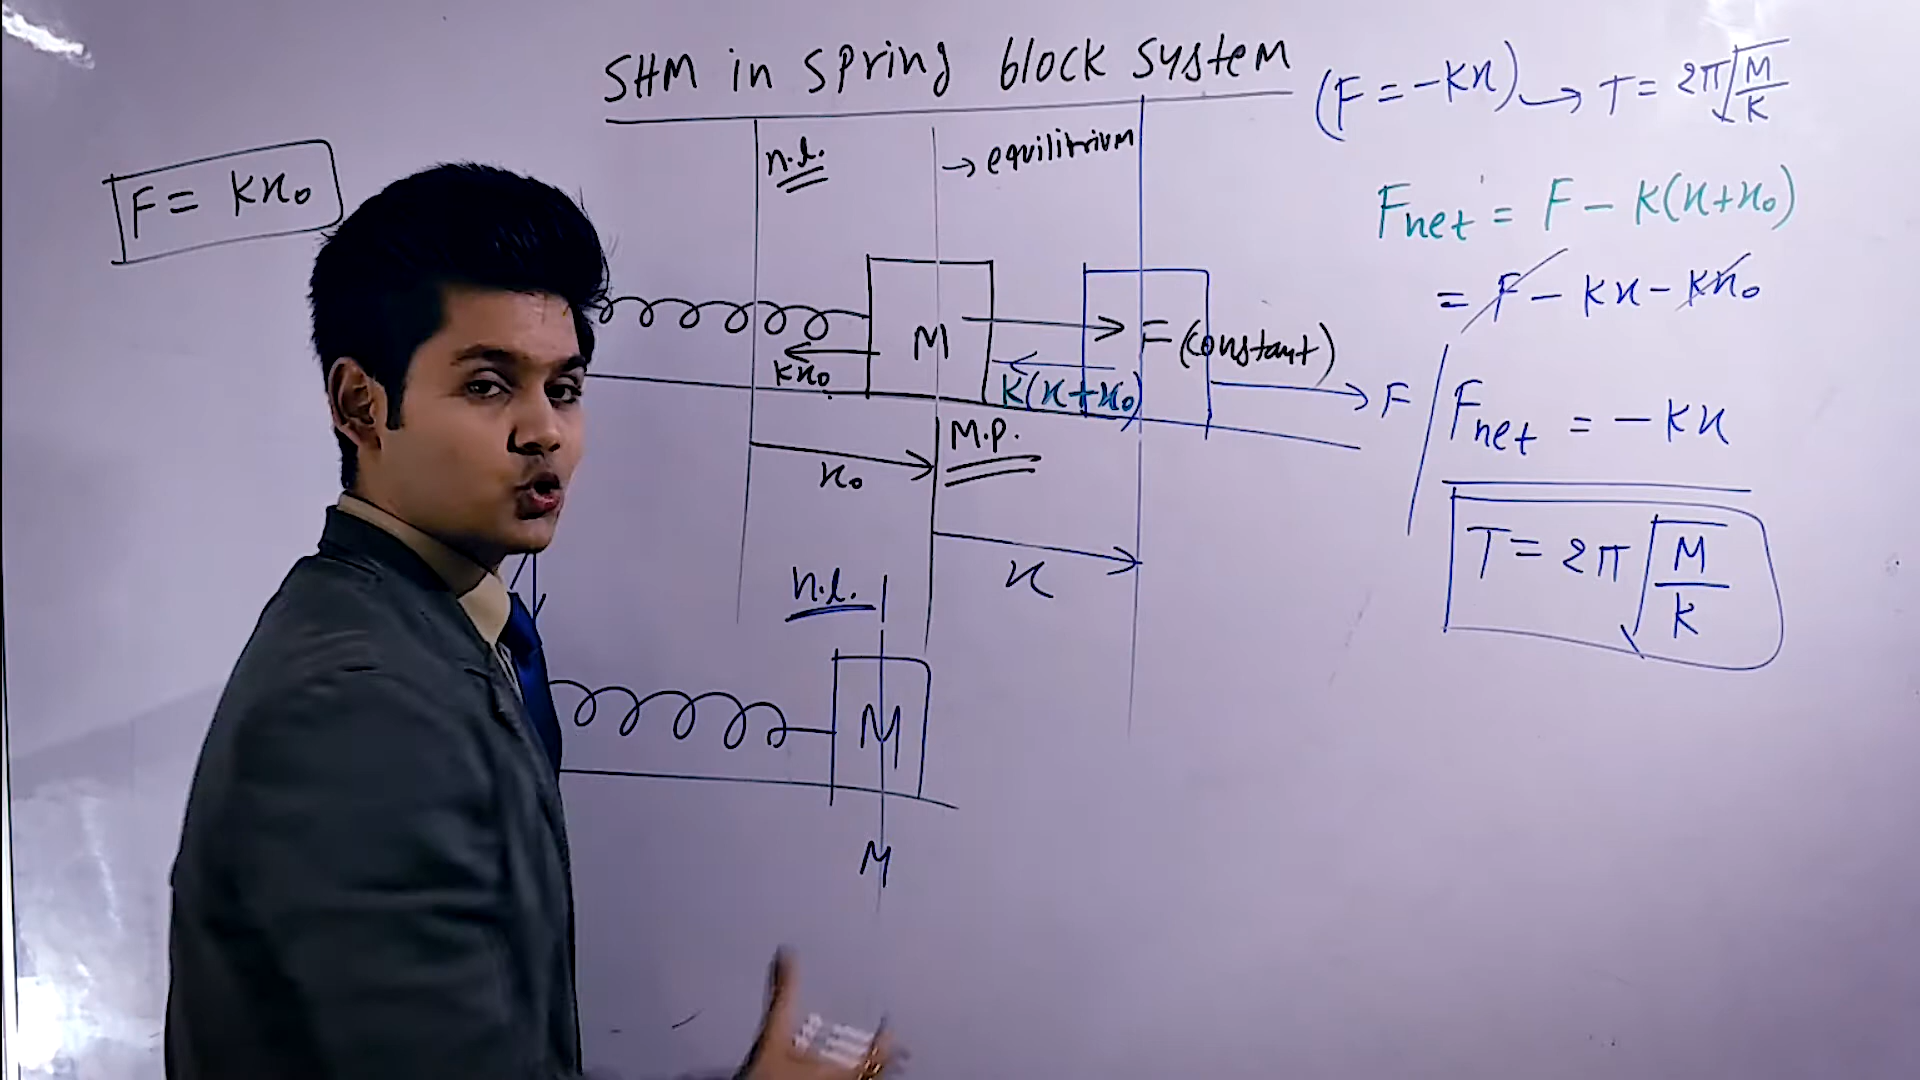 SHM in spring block system
(F = -Kx) → T = 2π√(M/K)
F = Kx₀
n.l.
→ equilibrium
Fnet = F - K(x+x₀)
= F - Kx - Kx₀
M
F (constant)
Kx₀
K(x+x₀)
F
Fnet = -Kx
M.P.
x₀
x
T = 2π√(M/K)
n.l.
M
M